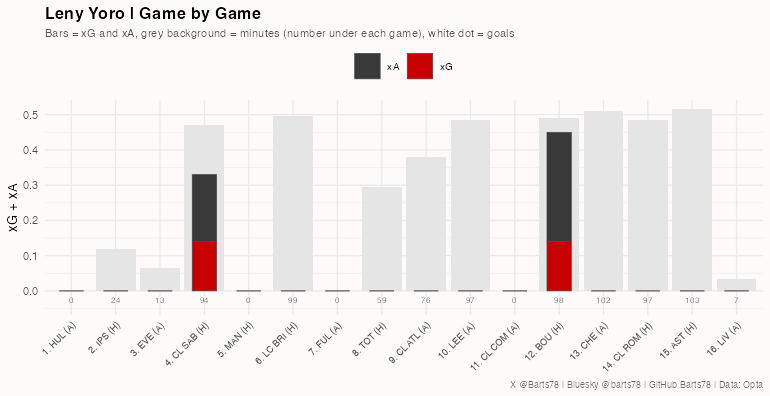 Leny Yoro | Game by Game
Bars = xG and xA, grey background = minutes (number under each game), white dot = goals
xA xG
xG + xA
0.5
0.4
0.3
0.2
0.1
0.0
0 24 13 94 0 99 0 59 76 97 0 98 102 97 103 7
1. HUL (A)
2. IPS (H)
3. EVE (A)
4. CL SAB (H)
5. MAN (H)
6. LC BRI (H)
7. FUL (A)
8. TOT (H)
9. CL ATL (A)
10. LEE (A)
11. CL COM (A)
12. BOU (H)
13. CHE (A)
14. CL ROM (H)
15. AST (H)
16. LIV (A)
X @Barts78 | Bluesky @barts78 | GitHub Barts78 | Data: Opta